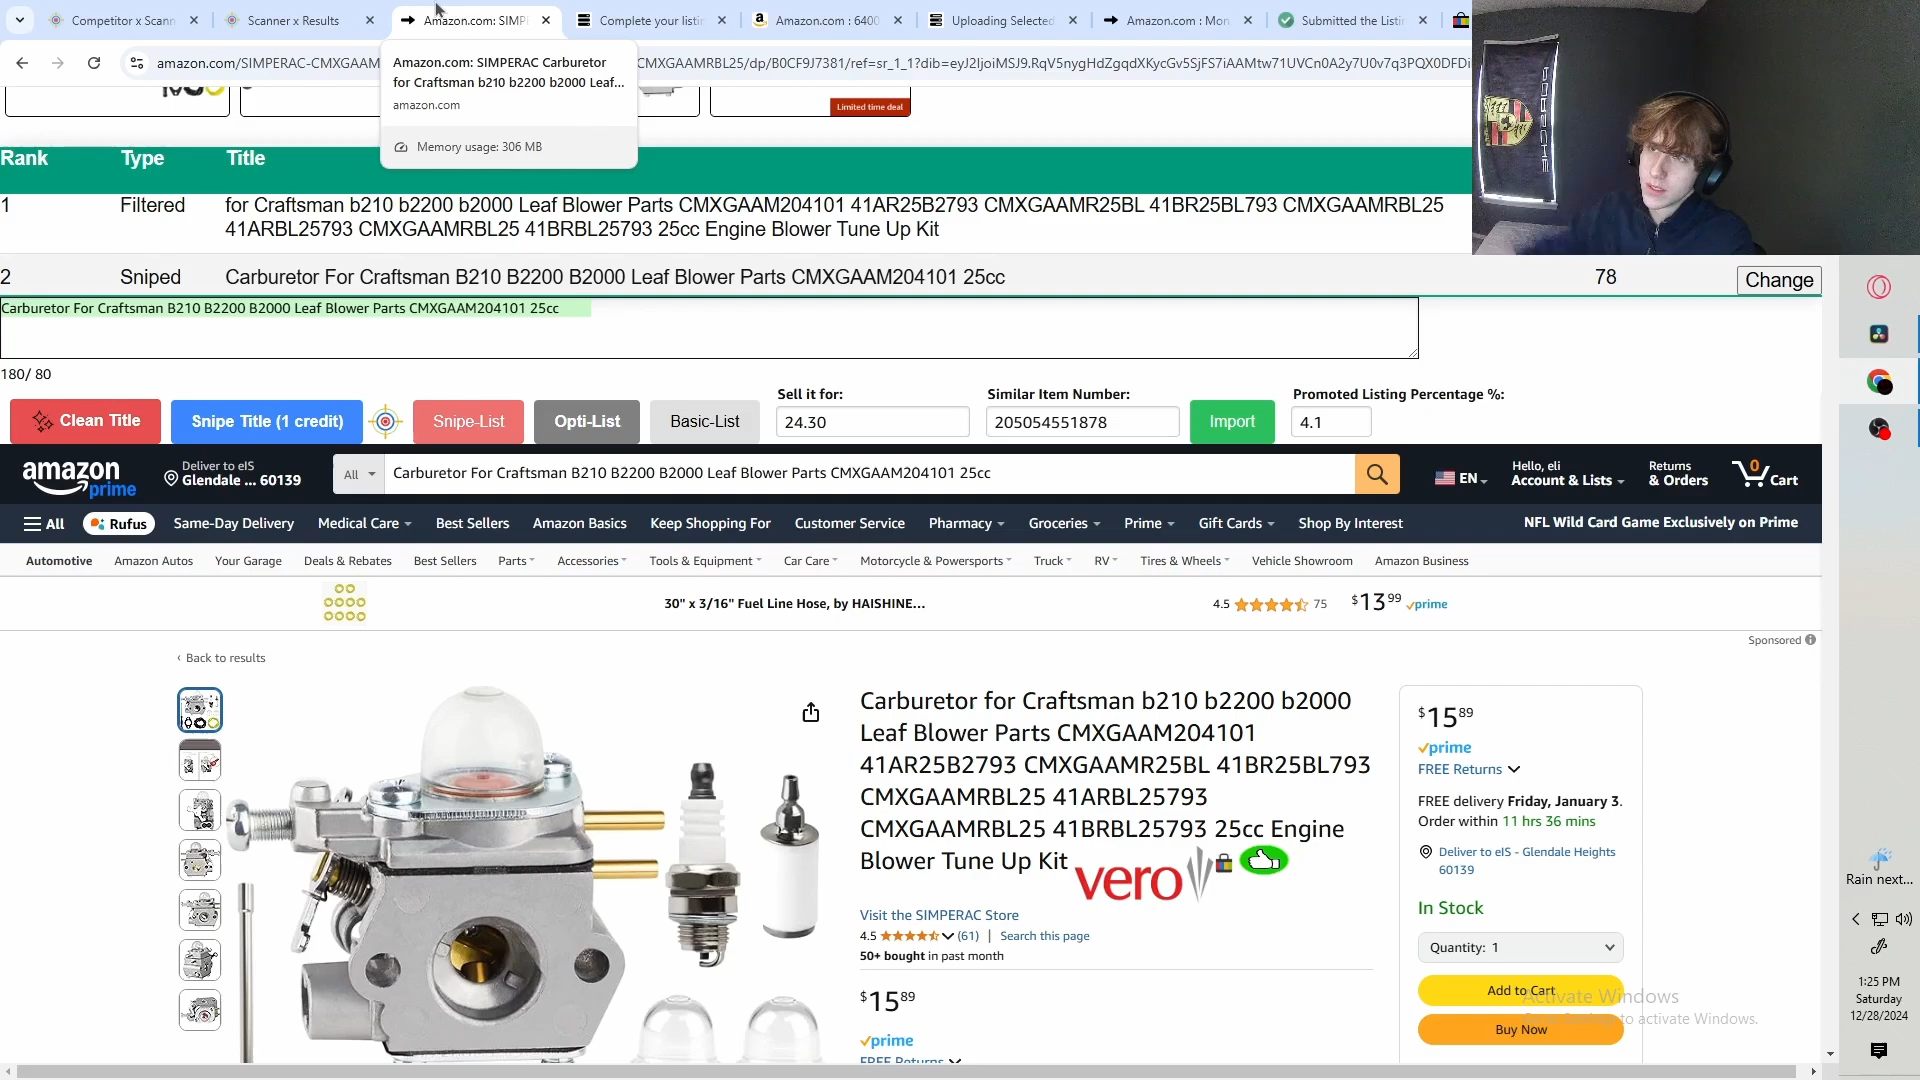 Competitor x Scann
Scanner x Results
Amazon.com: SIMP
Complete your listi
Amazon.com : 6400
Uploading Selected
Amazon.com : Mon
Submitted the Listi
amazon.com/SIMPERAC-CMXGAAM
CMXGAAMRBL25/dp/B0CF9J7381/ref=sr_1_1?dib=eyJ2IjoiMSJ9.RqV5nygHdZgqdXKycGv5SjFS7iAAMtw71UVCn0A2y7U0v7q3PQX0DFDi
Amazon.com: SIMPERAC Carburetor
for Craftsman b210 b2200 b2000 Leaf...
amazon.com
Memory usage: 306 MB
Limited time deal
Rank Type Title
1 Filtered for Craftsman b210 b2200 b2000 Leaf Blower Parts CMXGAAM204101 41AR25B2793 CMXGAAMR25BL 41BR25BL793 CMXGAAMRBL25
41ARBL25793 CMXGAAMRBL25 41BRBL25793 25cc Engine Blower Tune Up Kit
2 Sniped Carburetor For Craftsman B210 B2200 B2000 Leaf Blower Parts CMXGAAM204101 25cc 78 Change
Carburetor For Craftsman B210 B2200 B2000 Leaf Blower Parts CMXGAAM204101 25cc
180/ 80
Sell it for: Similar Item Number: Promoted Listing Percentage %:
Clean Title Snipe Title (1 credit) Snipe-List Opti-List Basic-List 24.30 205054551878 Import 4.1
amazon prime
Deliver to eIS
Glendale ... 60139
All Carburetor For Craftsman B210 B2200 B2000 Leaf Blower Parts CMXGAAM204101 25cc
EN
Hello, eli
Account & Lists
Returns
& Orders
0 Cart
All Rufus Same-Day Delivery Medical Care Best Sellers Amazon Basics Keep Shopping For Customer Service Pharmacy Groceries Prime Gift Cards Shop By Interest NFL Wild Card Game Exclusively on Prime
Automotive Amazon Autos Your Garage Deals & Rebates Best Sellers Parts Accessories Tools & Equipment Car Care Motorcycle & Powersports Truck RV Tires & Wheels Vehicle Showroom Amazon Business
30" x 3/16" Fuel Line Hose, by HAISHINE... 4.5 75 $13 99 prime
Sponsored
‹ Back to results
Carburetor for Craftsman b210 b2200 b2000
Leaf Blower Parts CMXGAAM204101
41AR25B2793 CMXGAAMR25BL 41BR25BL793
CMXGAAMRBL25 41ARBL25793
CMXGAAMRBL25 41BRBL25793 25cc Engine
Blower Tune Up Kit
vero
Visit the SIMPERAC Store
4.5 (61) | Search this page
50+ bought in past month
$15 89
prime
FREE Returns
$15 89
prime
FREE Returns
FREE delivery Friday, January 3.
Order within 11 hrs 36 mins
Deliver to eIS - Glendale Heights
60139
In Stock
Quantity: 1
Add to Cart
Buy Now
Activate Windows
to activate Windows.
PORSCHE
Rain next...
1:25 PM
Saturday
12/28/2024